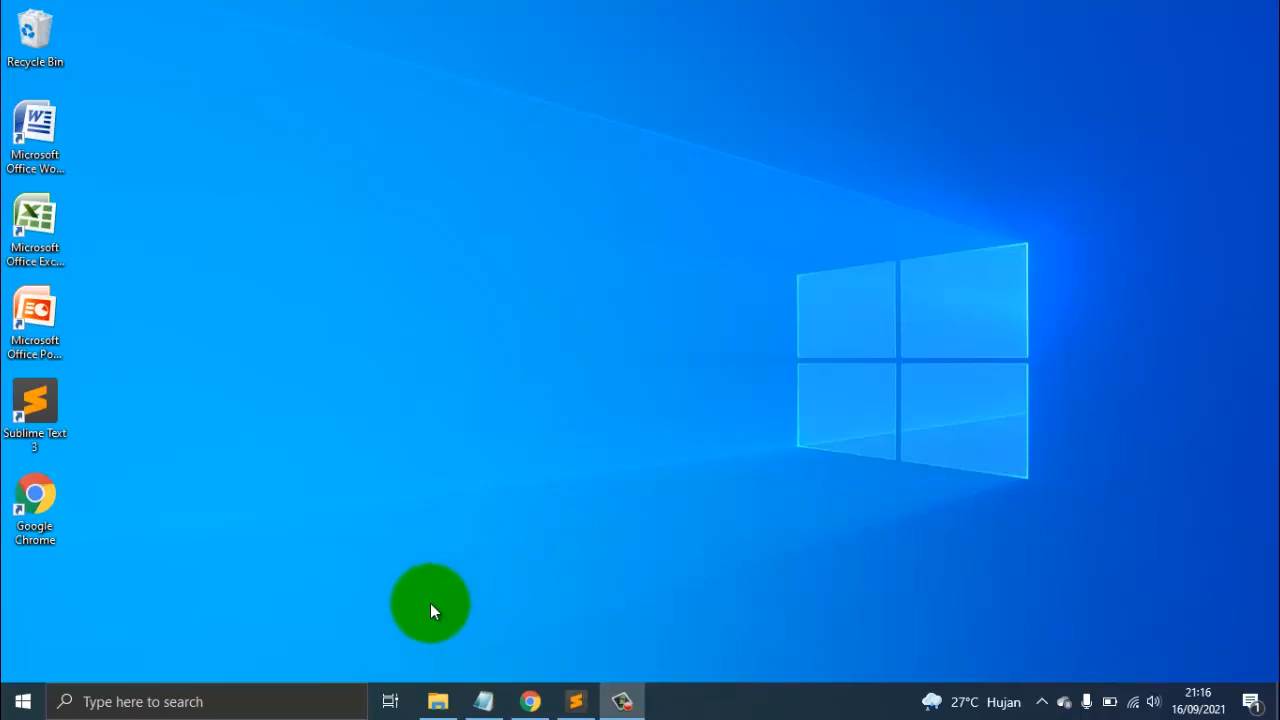 Recycle Bin
Microsoft
Office Wo...
Microsoft
Office Exc...
Microsoft
Office Po...
Sublime Text
3
Google
Chrome
Type here to search
27°C Hujan
21:16
16/09/2021
1